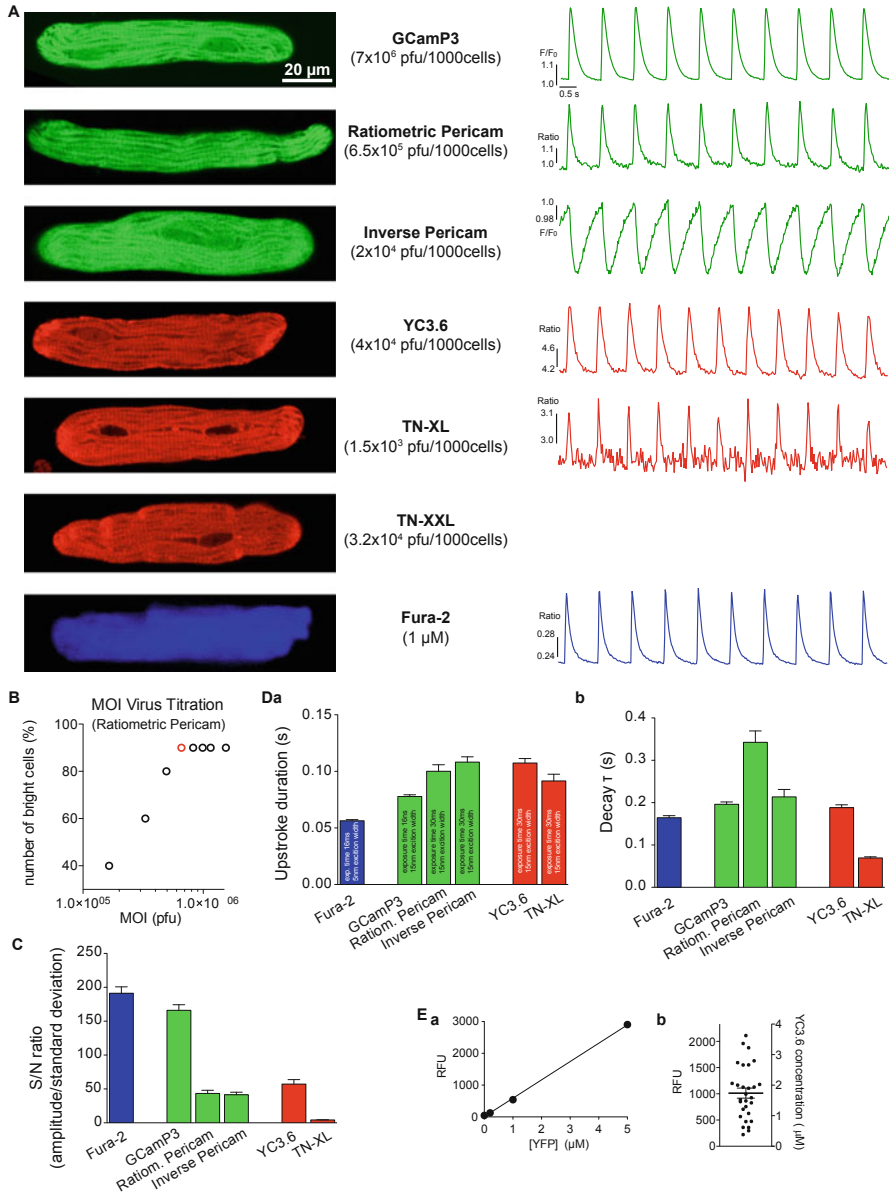 A
GCamP3
(7x10⁶ pfu/1000cells)
20 µm
F/F₀
1.1
1.0
0.5 s
Ratiometric Pericam
(6.5x10⁵ pfu/1000cells)
Ratio
1.1
1.0
Inverse Pericam
(2x10⁴ pfu/1000cells)
1.0
0.98
F/F₀
YC3.6
(4x10⁴ pfu/1000cells)
Ratio
4.6
4.2
TN-XL
(1.5x10³ pfu/1000cells)
Ratio
3.1
3.0
TN-XXL
(3.2x10⁴ pfu/1000cells)
Fura-2
(1 µM)
Ratio
0.28
0.24
B
MOI Virus Titration
(Ratiometric Pericam)
number of bright cells (%)
100
80
60
40
1.0×10⁰⁵
1.0×10⁰⁶
MOI (pfu)
Da
Upstroke duration (s)
0.15
0.10
0.05
0.00
exp. time 16ms
5nm excition width
exposure time 16ns
15nm excition width
exposure time 30ms
15nm excition width
exposure time 30ms
15nm excition width
exposure time 30ms
15nm excition width
exposure time 30ms
15nm excition width
Fura-2
GCamP3
Ratiom. Pericam
Inverse Pericam
YC3.6
TN-XL
b
Decay τ (s)
0.4
0.3
0.2
0.1
0.0
Fura-2
GCamP3
Ratiom. Pericam
Inverse Pericam
YC3.6
TN-XL
C
S/N ratio
(amplitude/standard deviation)
250
200
150
100
50
0
Fura-2
GCamP3
Ratiom. Pericam
Inverse Pericam
YC3.6
TN-XL
E
a
RFU
3000
2000
1000
0
0
1
2
3
4
5
[YFP] (µM)
b
RFU
2000
1500
1000
500
0
4
3
2
1
0
YC3.6 concentration (µM)